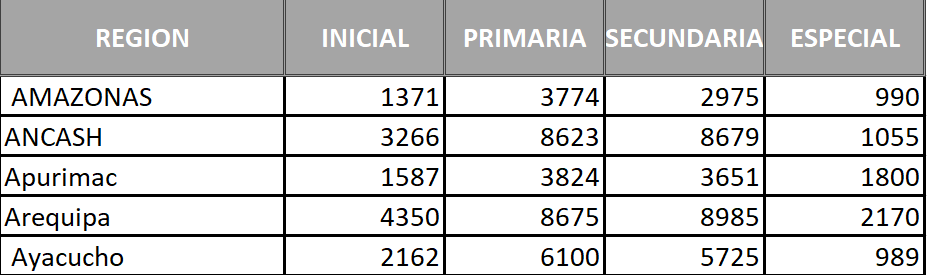 REGION INICIAL PRIMARIA SECUNDARIA ESPECIAL
AMAZONAS 1371 3774 2975 990
ANCASH 3266 8623 8679 1055
Apurimac 1587 3824 3651 1800
Arequipa 4350 8675 8985 2170
Ayacucho 2162 6100 5725 989